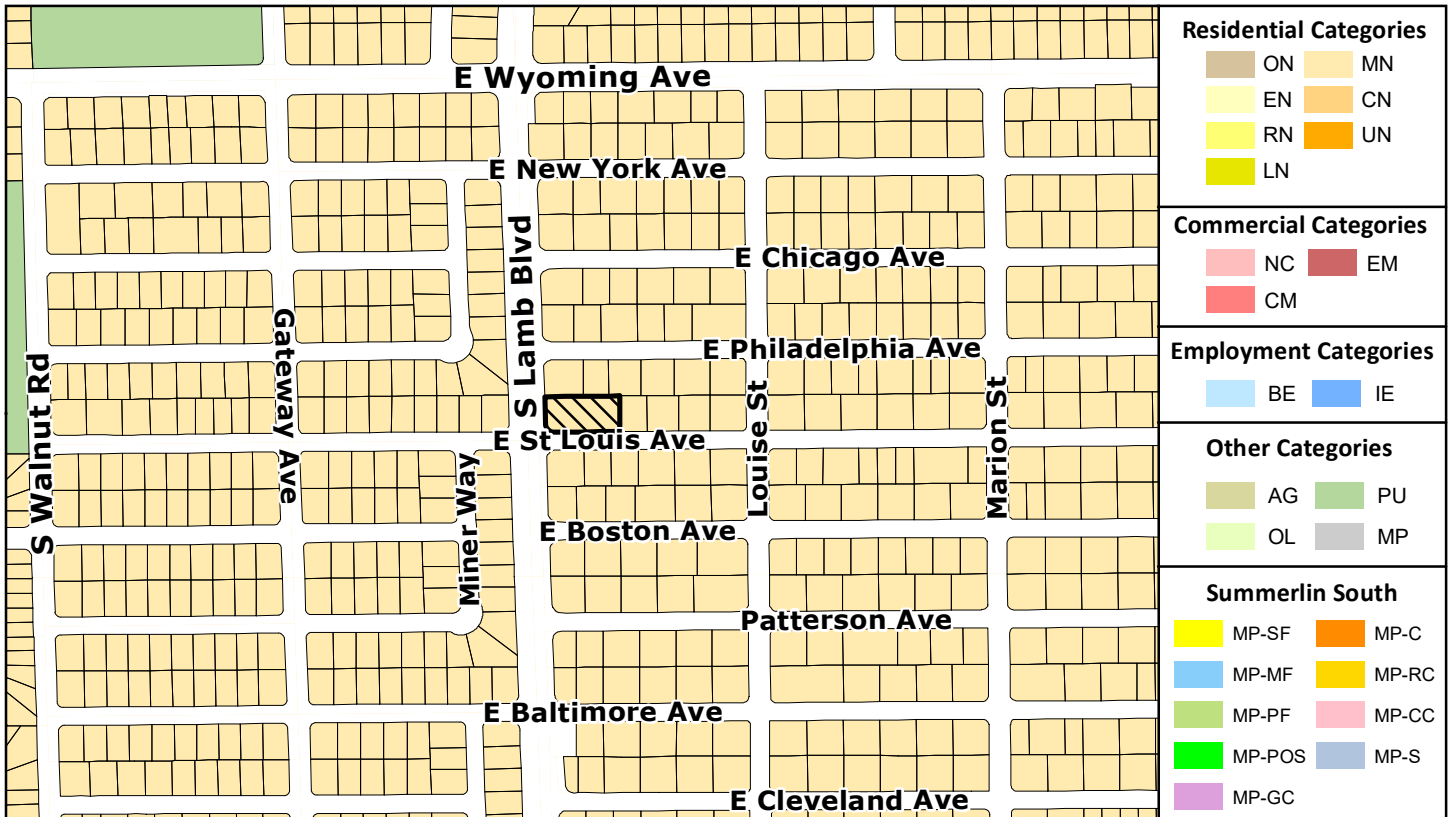 E Wyoming Ave
E New York Ave
S Lamb Blvd
E Chicago Ave
Gateway Ave
E Philadelphia Ave
S Walnut Rd
Louise St
Marion St
E St Louis Ave
Miner Way
E Boston Ave
Patterson Ave
E Baltimore Ave
E Cleveland Ave
Residential Categories
ON MN
EN CN
RN UN
LN
Commercial Categories
NC EM
CM
Employment Categories
BE IE
Other Categories
AG PU
OL MP
Summerlin South
MP-SF MP-C
MP-MF MP-RC
MP-PF MP-CC
MP-POS MP-S
MP-GC